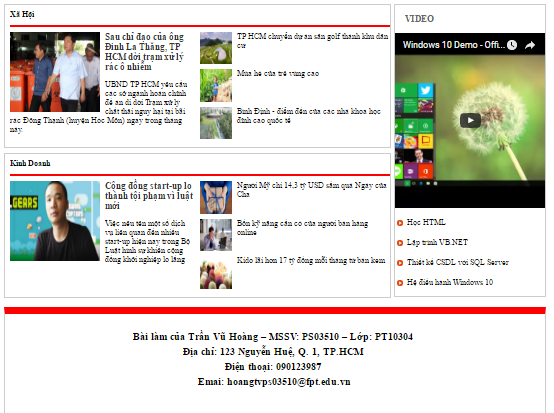 Xã Hội
Sau chỉ đạo của ông
Đinh La Thăng, TP
HCM dời trạm xử lý
rác ô nhiễm
UBND TP HCM yêu cầu
các sở ngành hoàn chỉnh
đề án di dời Trạm xử lý
chất thải nguy hại tại bãi
rác Đông Thạnh (huyện Hóc Môn) ngay trong tháng
này.
TP HCM chuyển dự án sân golf thành khu dân
cư
Mùa hè của trẻ vùng cao
Bình Định - điểm đến của các nhà khoa học
đỉnh cao quốc tế
Kinh Doanh
GEARS
Cộng đồng start-up lo
thành tội phạm vì luật
mới
Việc nêu tên một số dịch
vụ liên quan đến nhiều
start-up hiện nay trong Bộ
Luật hình sự khiến cộng
đồng khởi nghiệp lo lắng
Người Mỹ chi 14,3 tỷ USD sắm quà Ngày của
Cha
Bốn kỹ năng cần có của người bán hàng
online
Kiếm lãi hơn 17 tỷ đồng mỗi tháng từ bán kem
VIDEO
Windows 10 Demo - Offi...
Học HTML
Lập trình VB.NET
Thiết kế CSDL với SQL Server
Hệ điều hành Windows 10
Bài làm của Trần Vũ Hoàng – MSSV: PS03510 – Lớp: PT10304
Địa chỉ: 123 Nguyễn Huệ, Q. 1, TP.HCM
Điện thoại: 090123987
Emai: hoangtvps03510@fpt.edu.vn